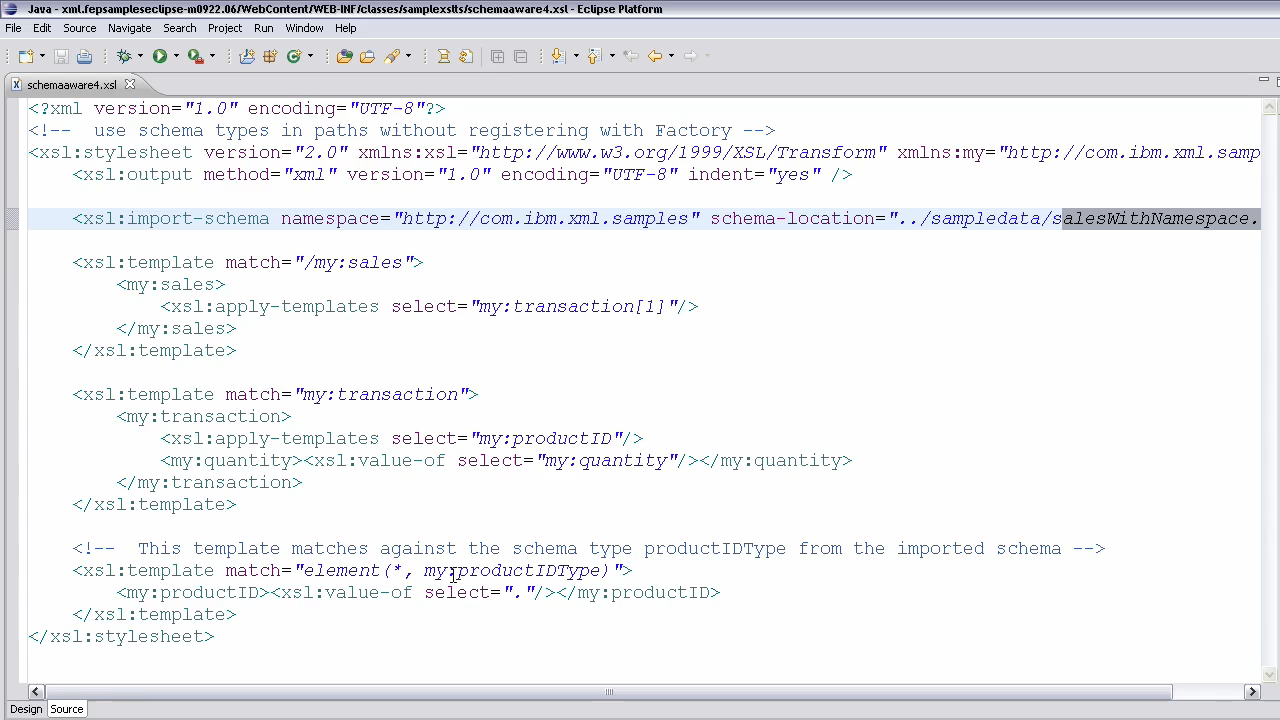 Java - xml.fepsampleseclipse-m0922.06/WebContent/WEB-INF/classes/samplexslts/schemaaware4.xsl - Eclipse Platform
File Edit Source Navigate Search Project Run Window Help
schemaaware4.xsl
<?xml version="1.0" encoding="UTF-8"?>
<!--  use schema types in paths without registering with Factory -->
<xsl:stylesheet version="2.0" xmlns:xsl="http://www.w3.org/1999/XSL/Transform" xmlns:my="http://com.ibm.xml.samp
<xsl:output method="xml" version="1.0" encoding="UTF-8" indent="yes" />
<xsl:import-schema namespace="http://com.ibm.xml.samples" schema-location="../sampledata/salesWithNamespace.
<xsl:template match="/my:sales">
<my:sales>
<xsl:apply-templates select="my:transaction[1]"/>
</my:sales>
</xsl:template>
<xsl:template match="my:transaction">
<my:transaction>
<xsl:apply-templates select="my:productID"/>
<my:quantity><xsl:value-of select="my:quantity"/></my:quantity>
</my:transaction>
</xsl:template>
<!--  This template matches against the schema type productIDType from the imported schema -->
<xsl:template match="element(*, my:productIDType)">
<my:productID><xsl:value-of select="."/></my:productID>
</xsl:template>
</xsl:stylesheet>
Design Source